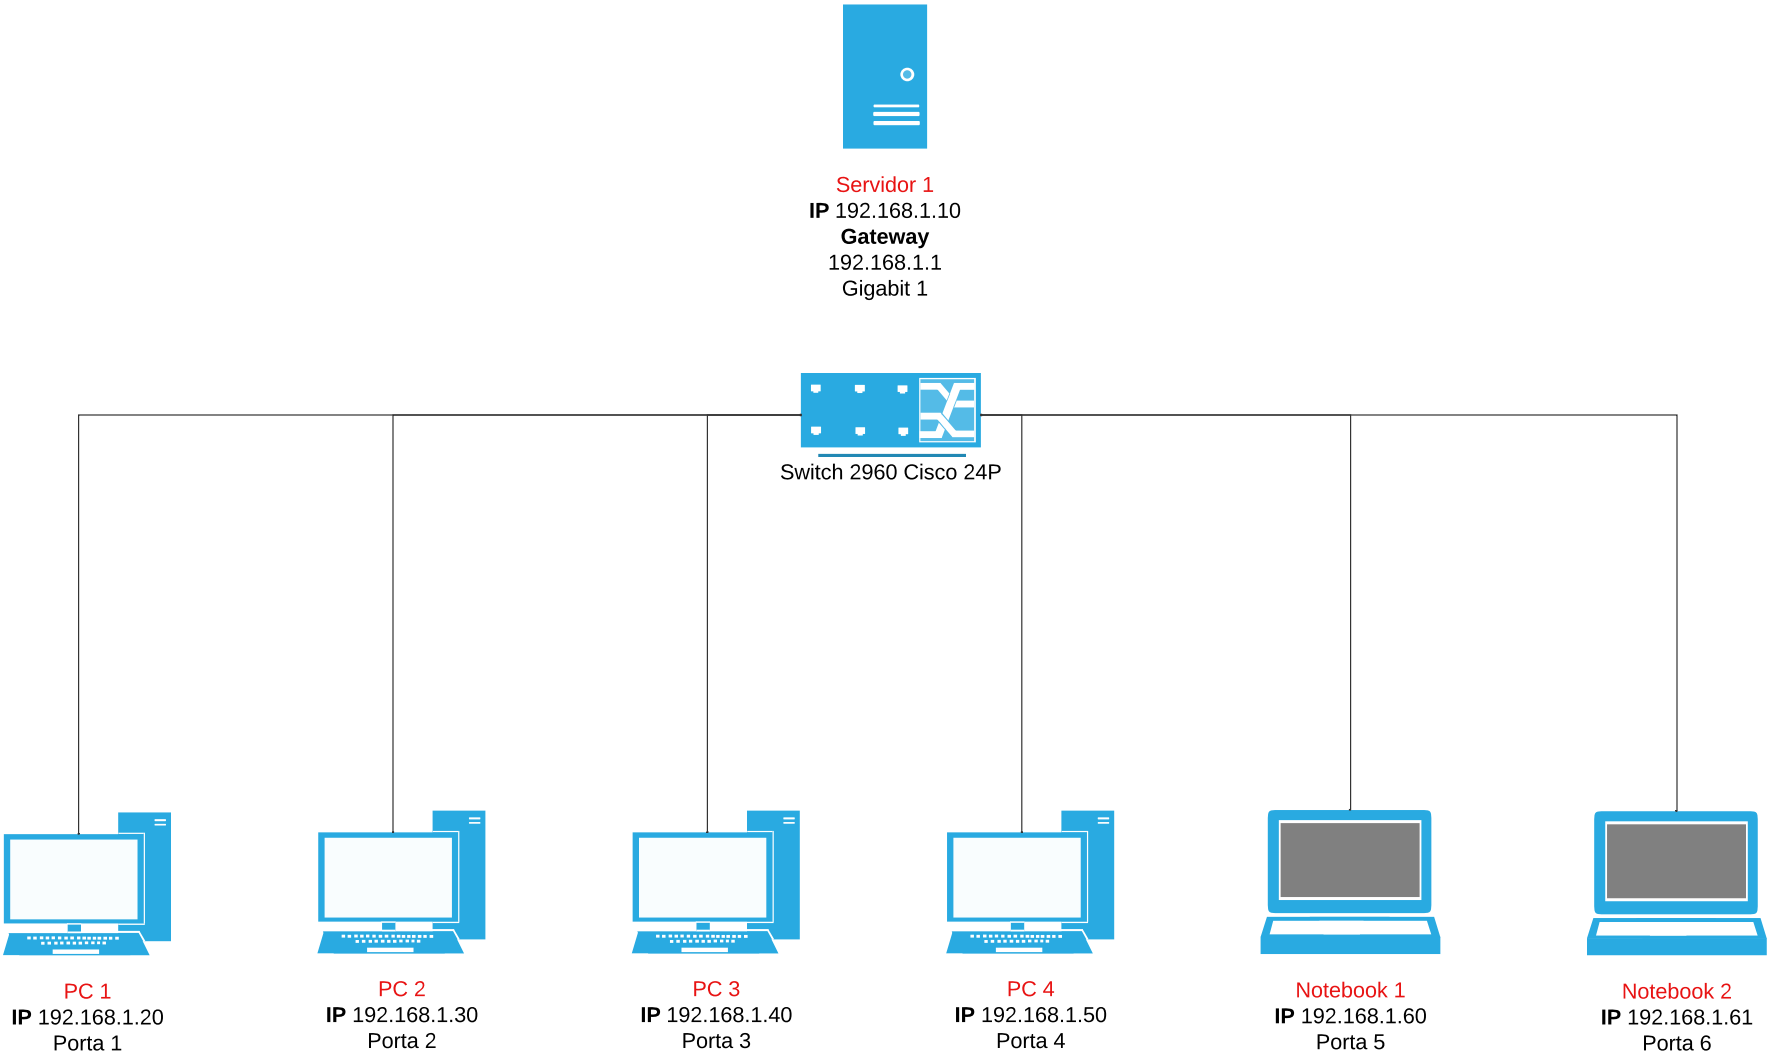 Servidor 1
IP 192.168.1.10
Gateway
192.168.1.1
Gigabit 1
Switch 2960 Cisco 24P
PC 1
IP 192.168.1.20
Porta 1
PC 2
IP 192.168.1.30
Porta 2
PC 3
IP 192.168.1.40
Porta 3
PC 4
IP 192.168.1.50
Porta 4
Notebook 1
IP 192.168.1.60
Porta 5
Notebook 2
IP 192.168.1.61
Porta 6